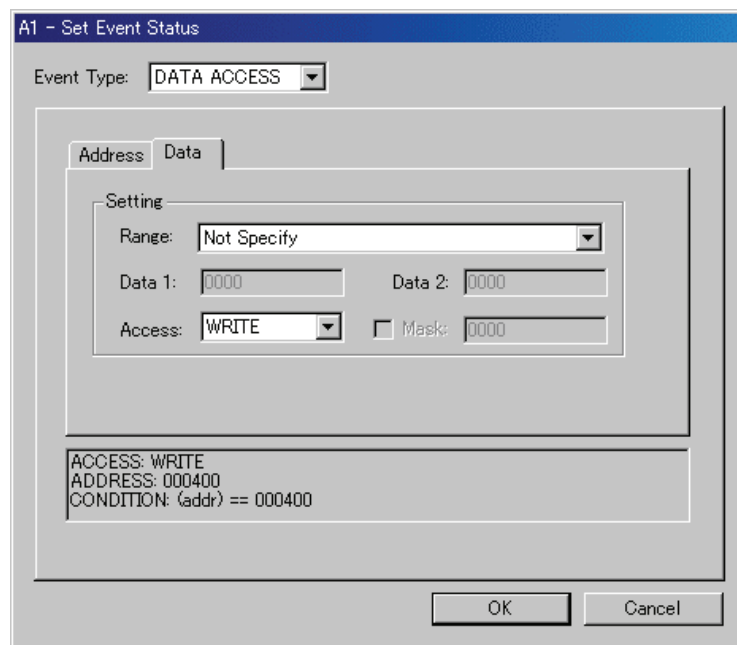 A1 - Set Event Status
Event Type: DATA ACCESS
Address Data
Setting
Range: Not Specify
Data 1: 0000 Data 2: 0000
Access: WRITE Mask: 0000
ACCESS: WRITE
ADDRESS: 000400
CONDITION: (addr) == 000400
OK Cancel